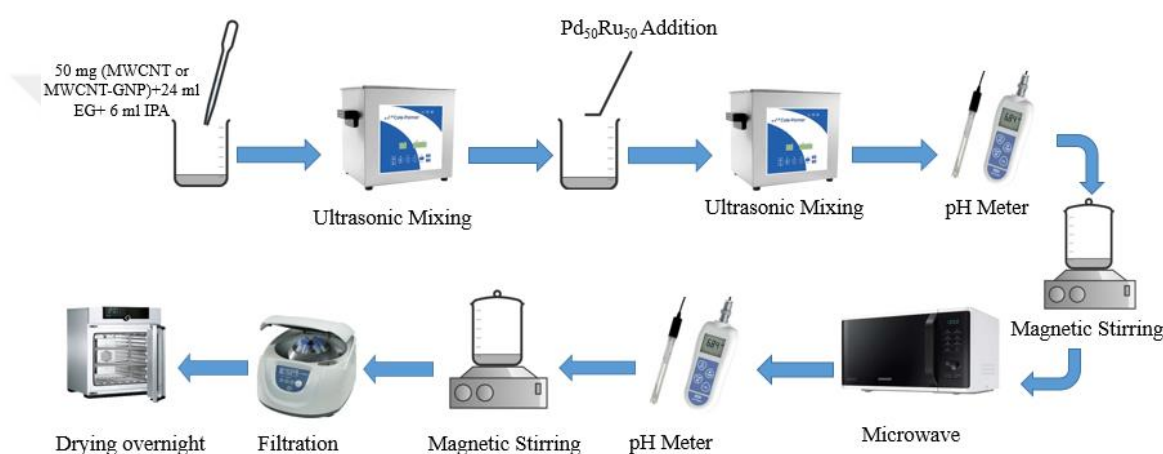 50 mg (MWCNT or
MWCNT-GNP)+24 ml
EG+ 6 ml IPA
Ultrasonic Mixing
Pd₅₀Ru₅₀ Addition
Ultrasonic Mixing
pH Meter
Magnetic Stirring
Microwave
pH Meter
Magnetic Stirring
Filtration
Drying overnight